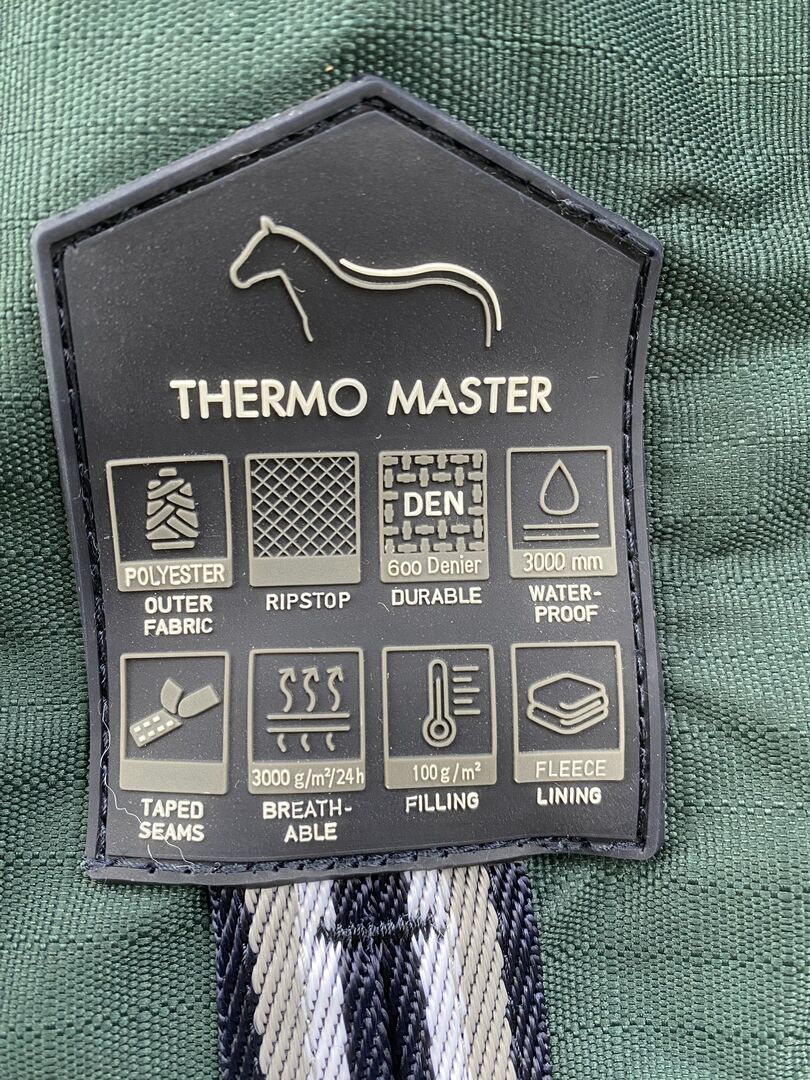 THERMO MASTER
POLYESTER
OUTER
FABRIC
RIPSTOP
DEN
600 Denier
DURABLE
3000 mm
WATER-
PROOF
TAPED
SEAMS
3000 g/m²/24h
BREATH-
ABLE
100 g/m²
FILLING
FLEECE
LINING